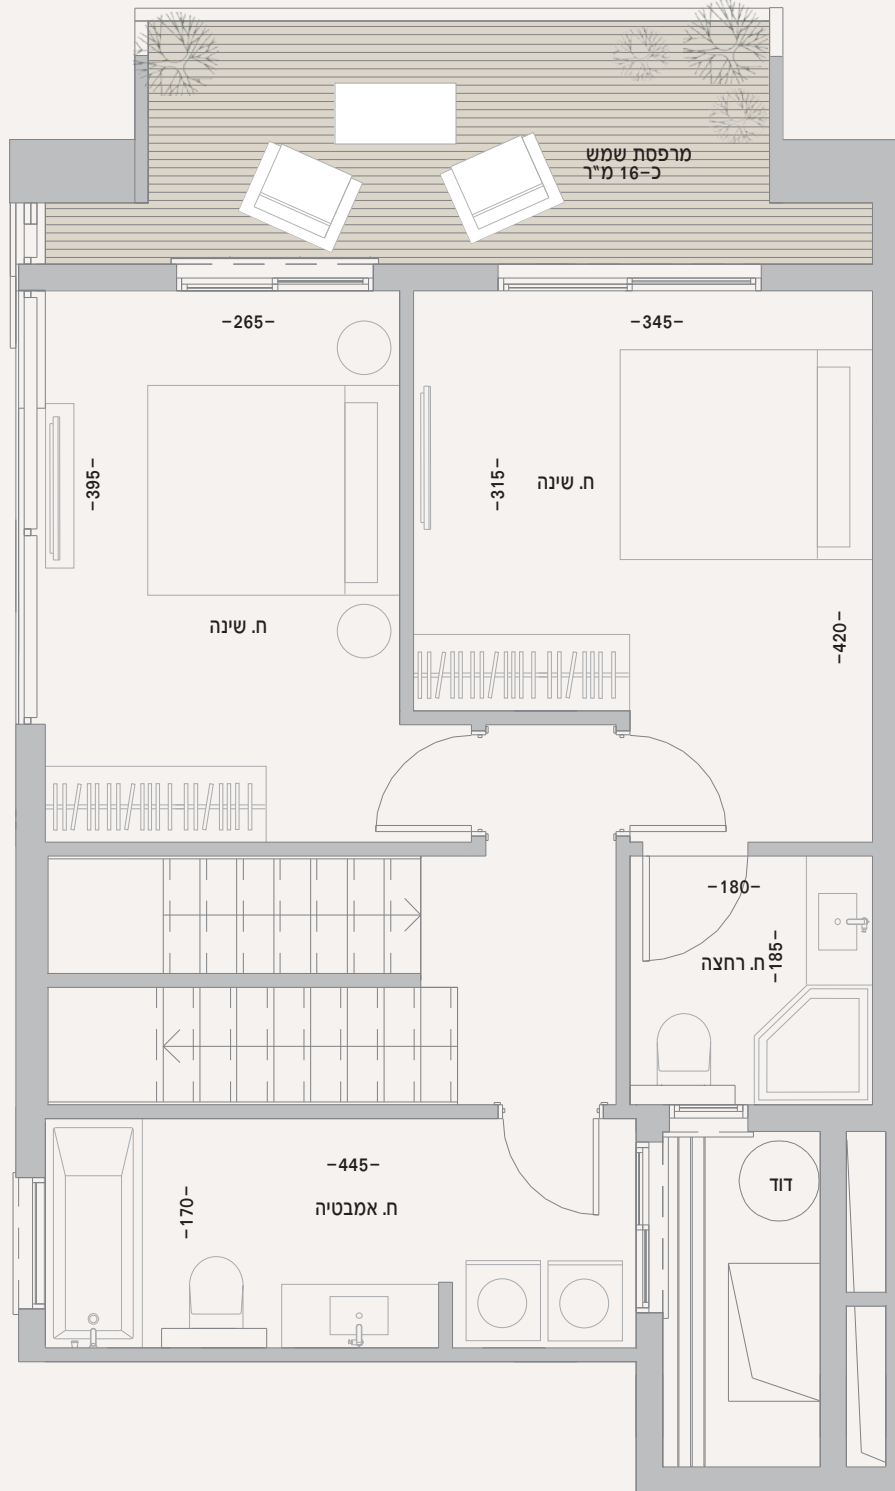 מרפסת שמש
כ-16 מ"ר
-265-
-345-
-395-
-315-
ח. שינה
ח. שינה
-420-
-180-
-185-
ח. רחצה
-445-
-170-
ח. אמבטיה
דוד